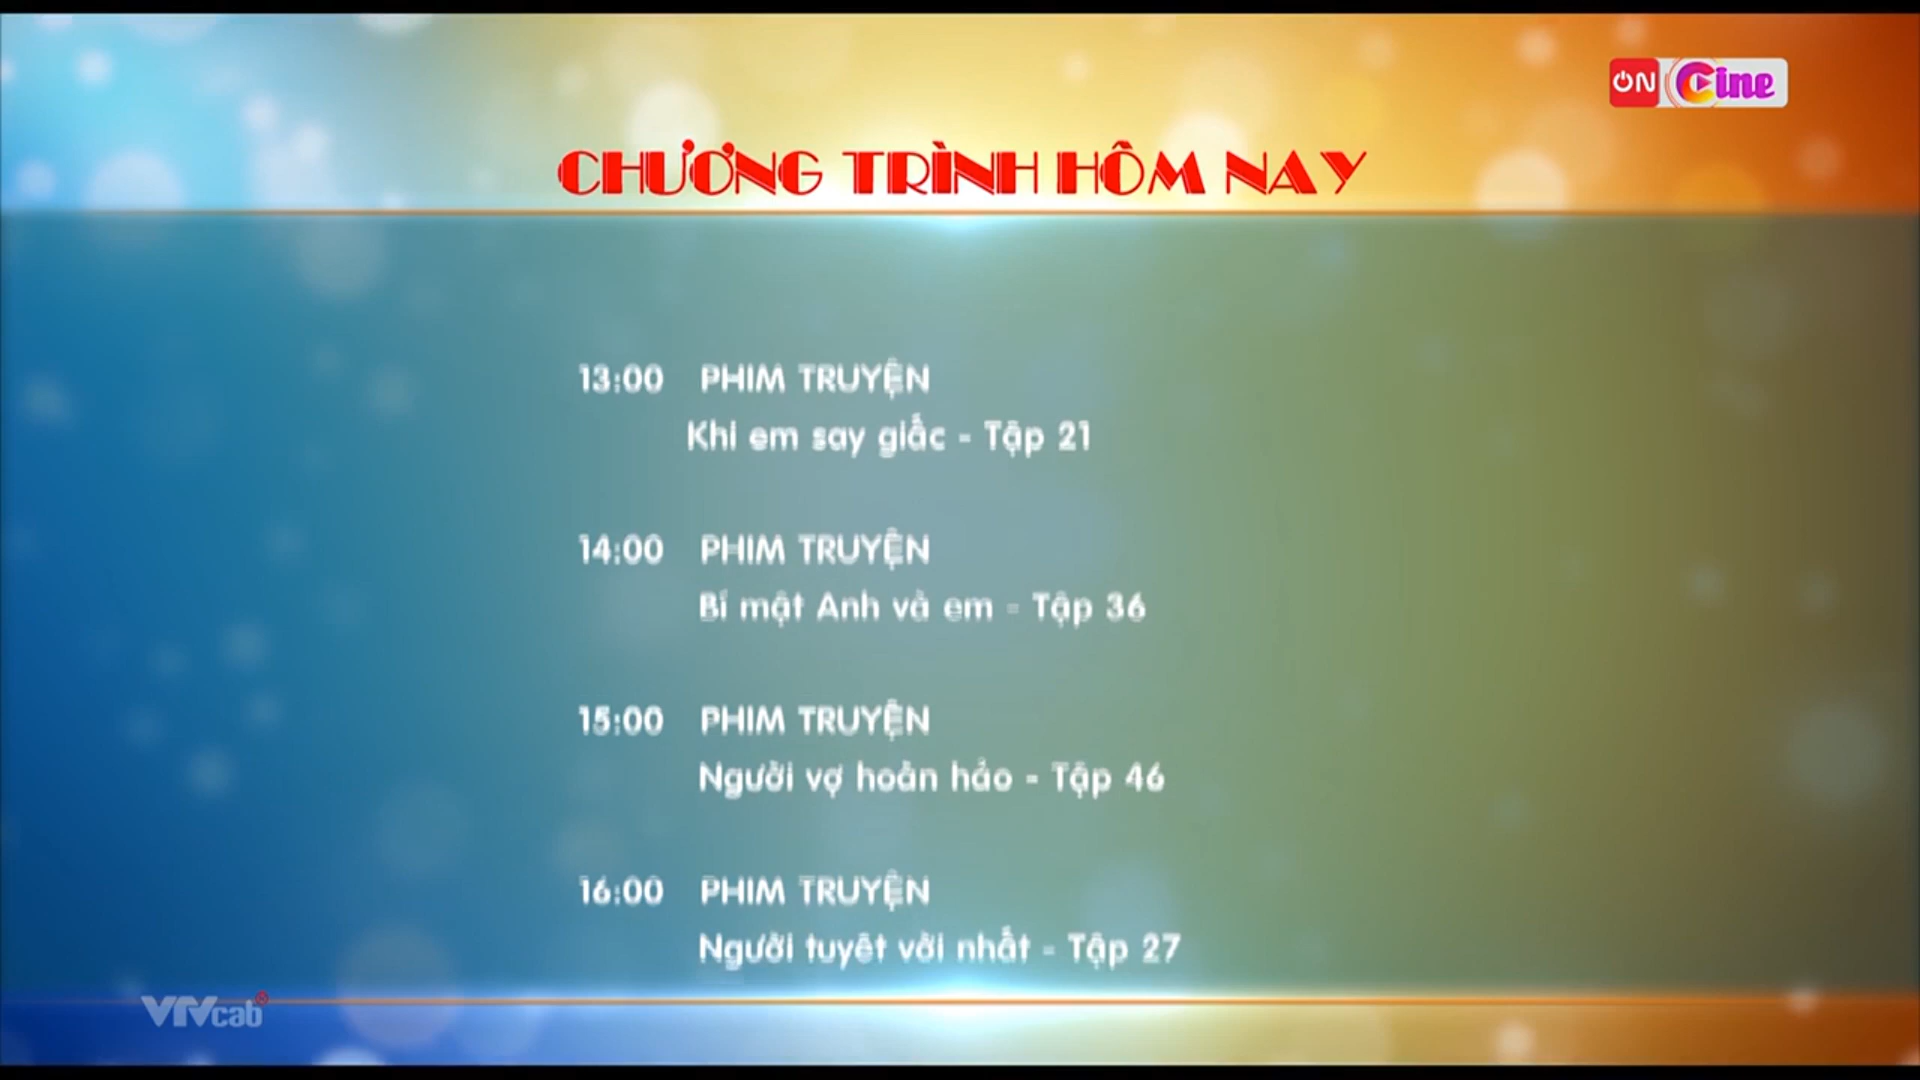 ON Cine
CHƯƠNG TRÌNH HÔM NAY
13:00 PHIM TRUYỆN
Khi em say giấc - Tập 21
14:00 PHIM TRUYỆN
Bí mật Anh và em - Tập 36
15:00 PHIM TRUYỆN
Người vợ hoàn hảo - Tập 46
16:00 PHIM TRUYỆN
Người tuyệt vời nhất - Tập 27
VTVcab